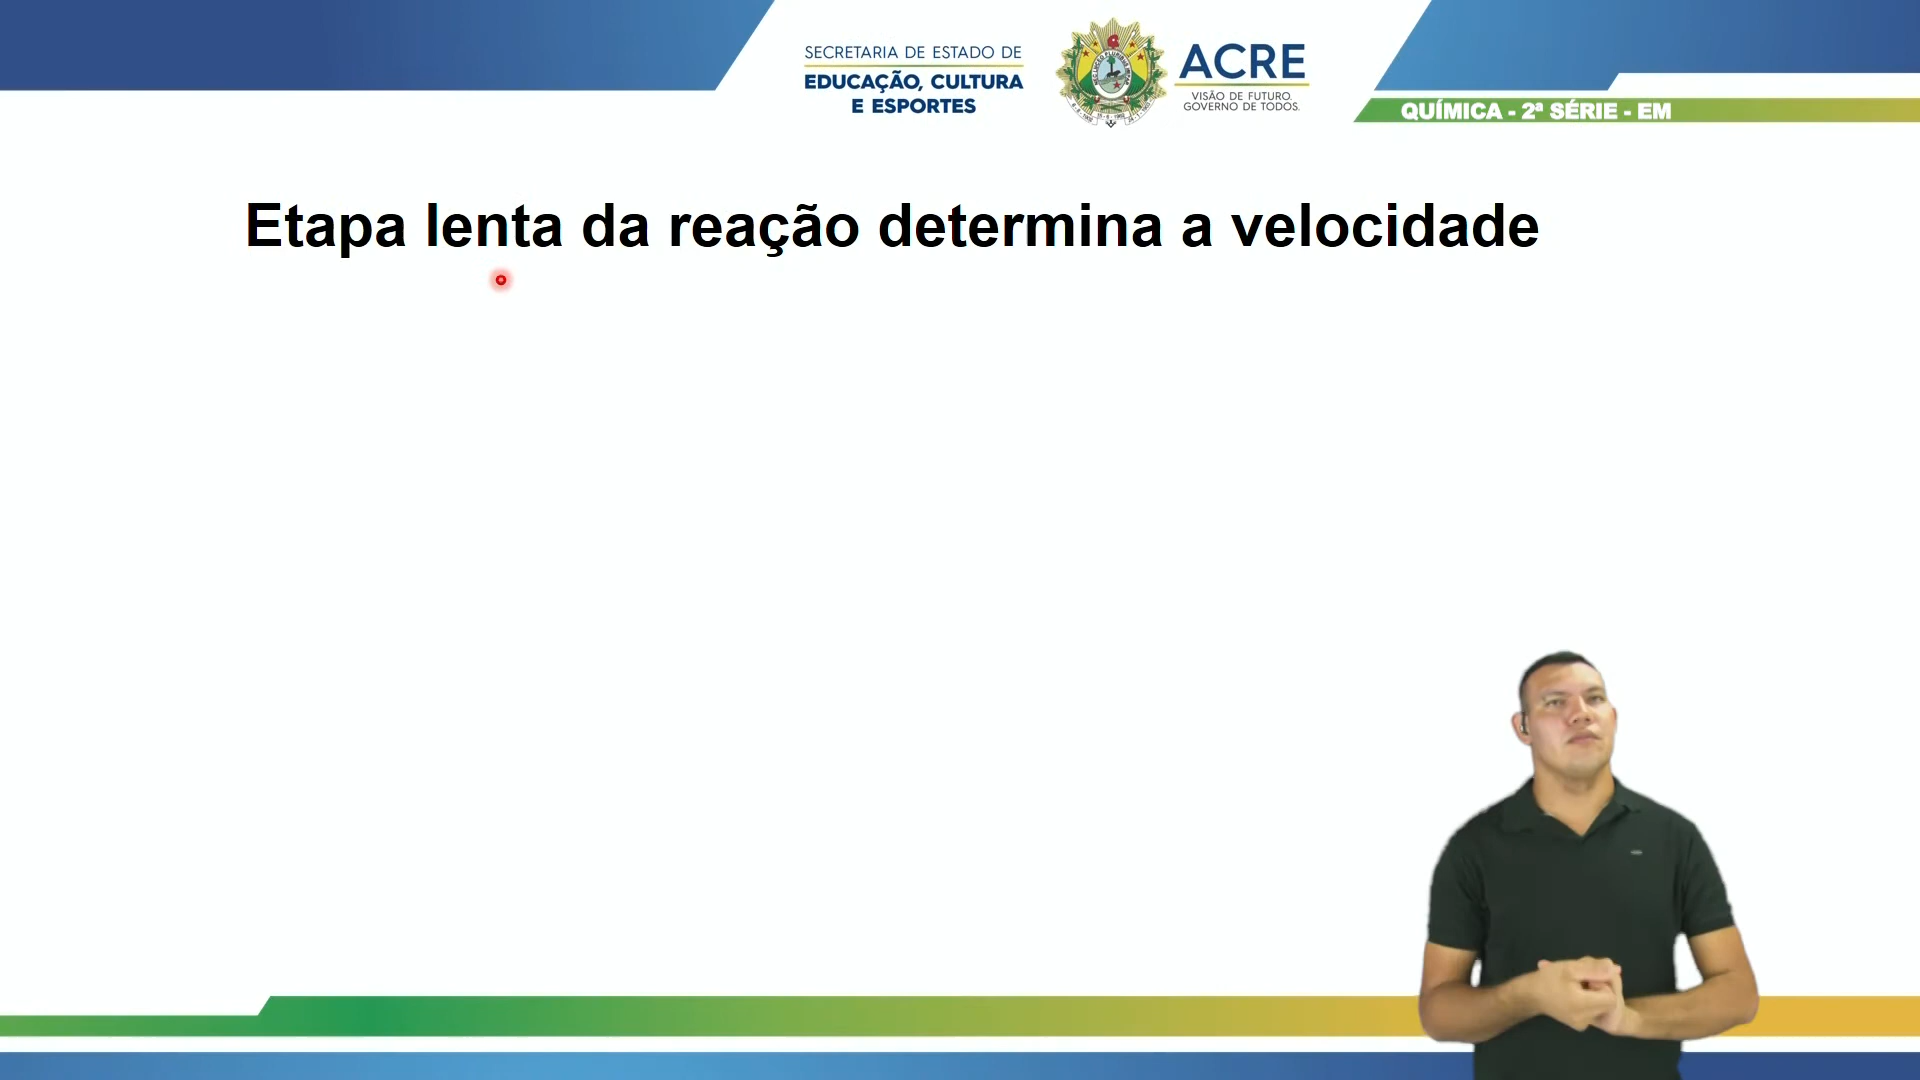 SECRETARIA DE ESTADO DE
EDUCAÇÃO, CULTURA
E ESPORTES
ACRE
VISÃO DE FUTURO.
GOVERNO DE TODOS.
QUÍMICA - 2ª SÉRIE - EM
Etapa lenta da reação determina a velocidade